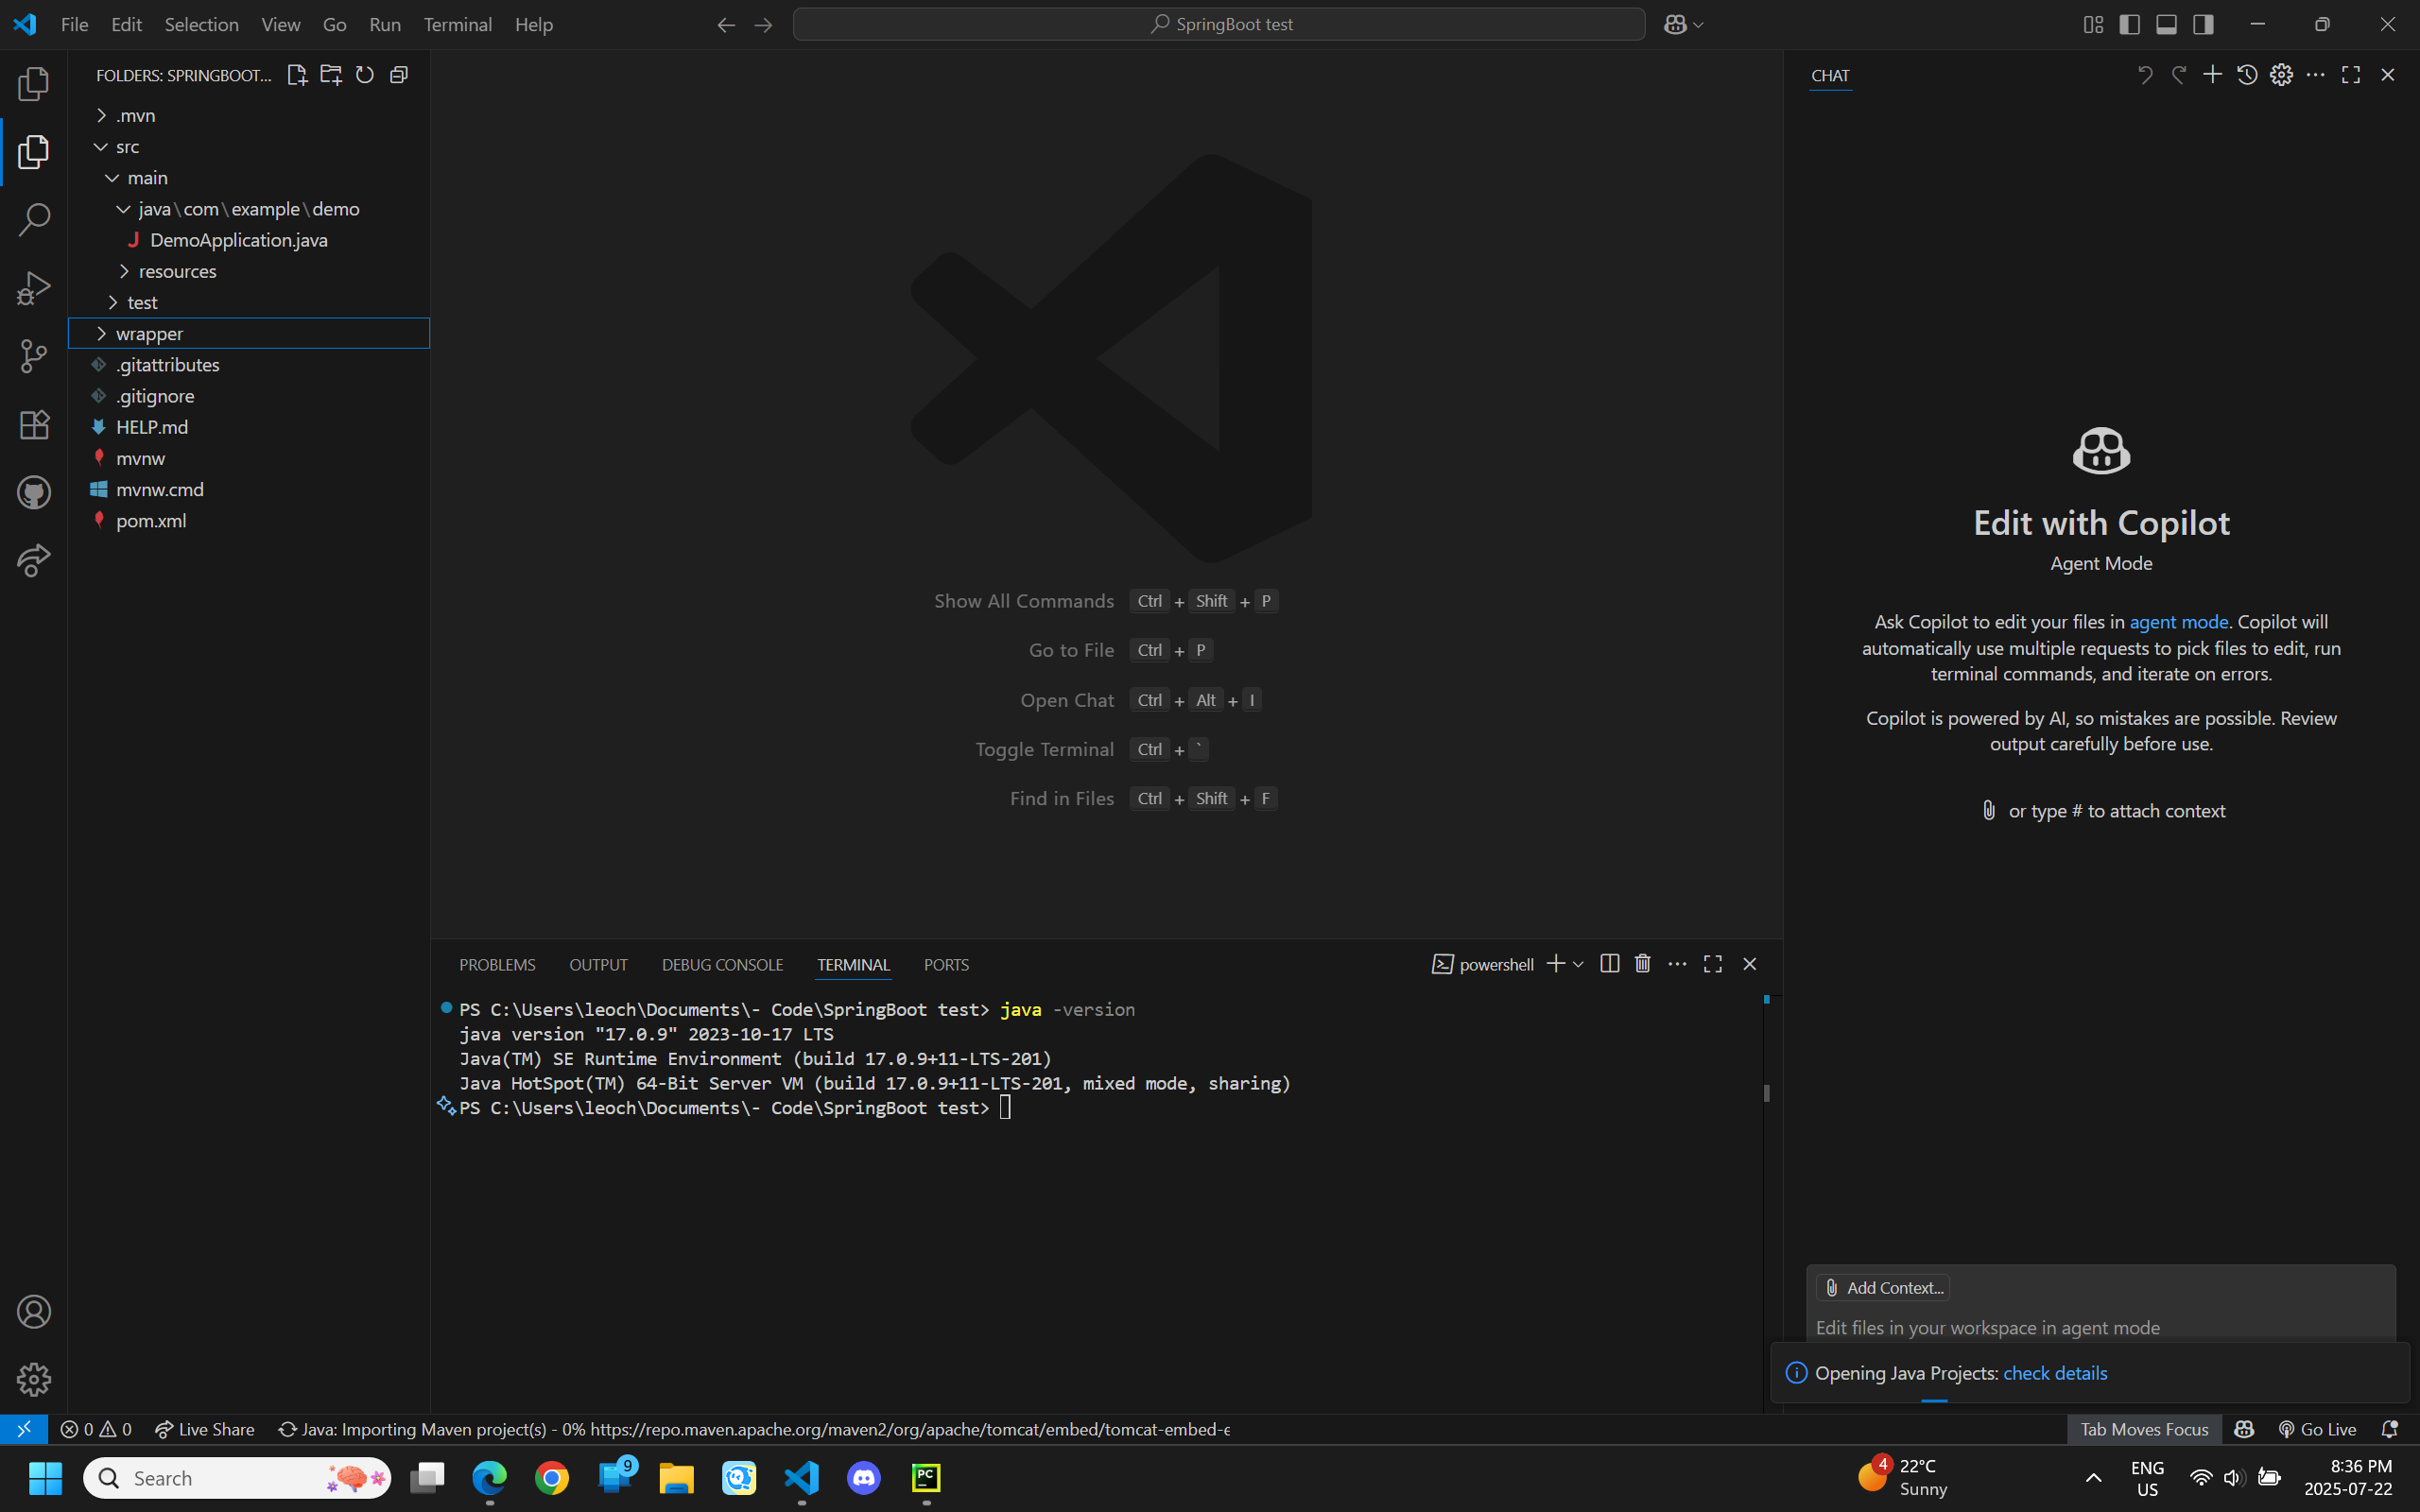 File Edit Selection View Go Run Terminal Help
SpringBoot test
FOLDERS: SPRINGBOOT...
.mvn
src
main
java\com\example\demo
J DemoApplication.java
resources
test
wrapper
.gitattributes
.gitignore
HELP.md
mvnw
mvnw.cmd
pom.xml
Show All Commands Ctrl + Shift + P
Go to File Ctrl + P
Open Chat Ctrl + Alt + I
Toggle Terminal Ctrl + `
Find in Files Ctrl + Shift + F
PROBLEMS OUTPUT DEBUG CONSOLE TERMINAL PORTS
powershell
PS C:\Users\leoch\Documents\- Code\SpringBoot test> java -version
java version "17.0.9" 2023-10-17 LTS
Java(TM) SE Runtime Environment (build 17.0.9+11-LTS-201)
Java HotSpot(TM) 64-Bit Server VM (build 17.0.9+11-LTS-201, mixed mode, sharing)
PS C:\Users\leoch\Documents\- Code\SpringBoot test>
CHAT
Edit with Copilot
Agent Mode
Ask Copilot to edit your files in agent mode. Copilot will
automatically use multiple requests to pick files to edit, run
terminal commands, and iterate on errors.
Copilot is powered by AI, so mistakes are possible. Review
output carefully before use.
or type # to attach context
Add Context...
Edit files in your workspace in agent mode
Opening Java Projects: check details
0 0 Live Share Java: Importing Maven project(s) - 0% https://repo.maven.apache.org/maven2/org/apache/tomcat/embed/tomcat-embed-e
Tab Moves Focus Go Live
Search
9
PC
4
22°C
Sunny
ENG
US
8:36 PM
2025-07-22